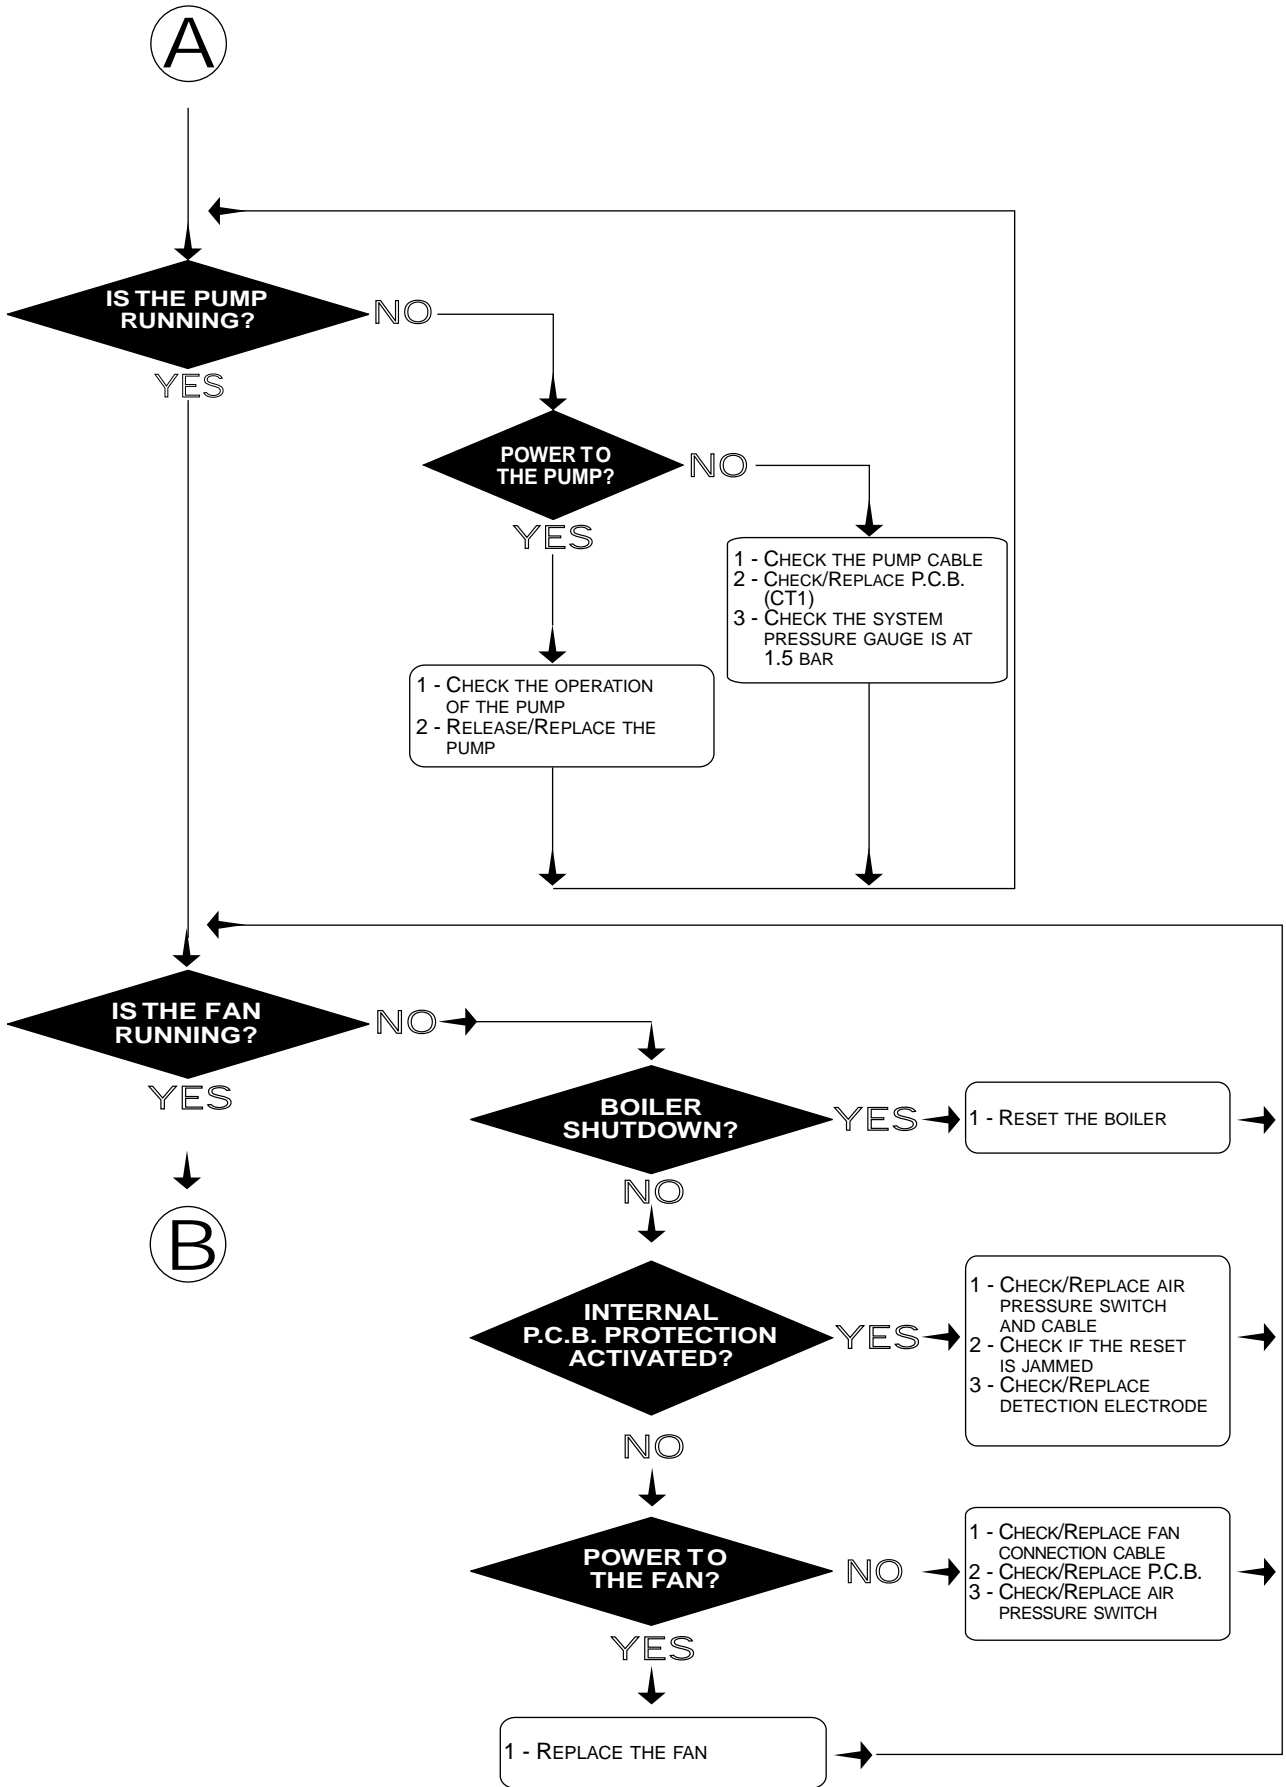 A
IS THE PUMP
RUNNING?
NO
YES
POWER TO
THE PUMP?
NO
YES
1 - CHECK THE PUMP CABLE
2 - CHECK/REPLACE P.C.B.
(CT1)
3 - CHECK THE SYSTEM
PRESSURE GAUGE IS AT
1.5 BAR
1 - CHECK THE OPERATION
OF THE PUMP
2 - RELEASE/REPLACE THE
PUMP
IS THE FAN
RUNNING?
NO
YES
B
BOILER
SHUTDOWN?
YES
1 - RESET THE BOILER
NO
INTERNAL
P.C.B. PROTECTION
ACTIVATED?
YES
1 - CHECK/REPLACE AIR
PRESSURE SWITCH
AND CABLE
2 - CHECK IF THE RESET
IS JAMMED
3 - CHECK/REPLACE
DETECTION ELECTRODE
NO
POWER TO
THE FAN?
NO
1 - CHECK/REPLACE FAN
CONNECTION CABLE
2 - CHECK/REPLACE P.C.B.
3 - CHECK/REPLACE AIR
PRESSURE SWITCH
YES
1 - REPLACE THE FAN